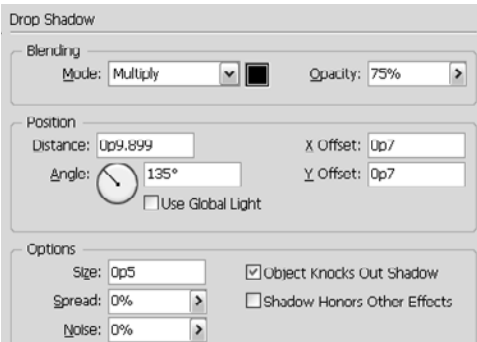 Drop Shadow
Blending
Mode: Multiply Opacity: 75%
Position
Distance: 0p9.899 X Offset: 0p7
Angle: 135° Y Offset: 0p7
Use Global Light
Options
Size: 0p5 Object Knocks Out Shadow
Spread: 0% Shadow Honors Other Effects
Noise: 0%